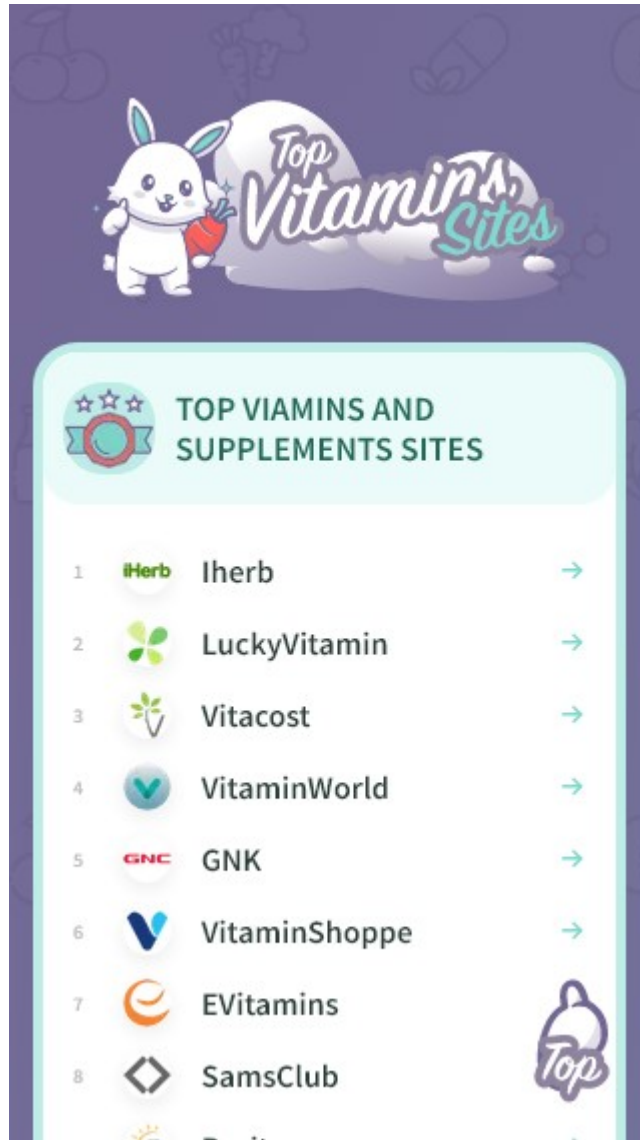 Top
Vitamins
Sites
TOP VIAMINS AND
SUPPLEMENTS SITES
1 iHerb Iherb →
2 LuckyVitamin →
3 Vitacost →
4 VitaminWorld →
5 GNC GNK →
6 VitaminShoppe →
7 EVitamins
8 SamsClub
Top